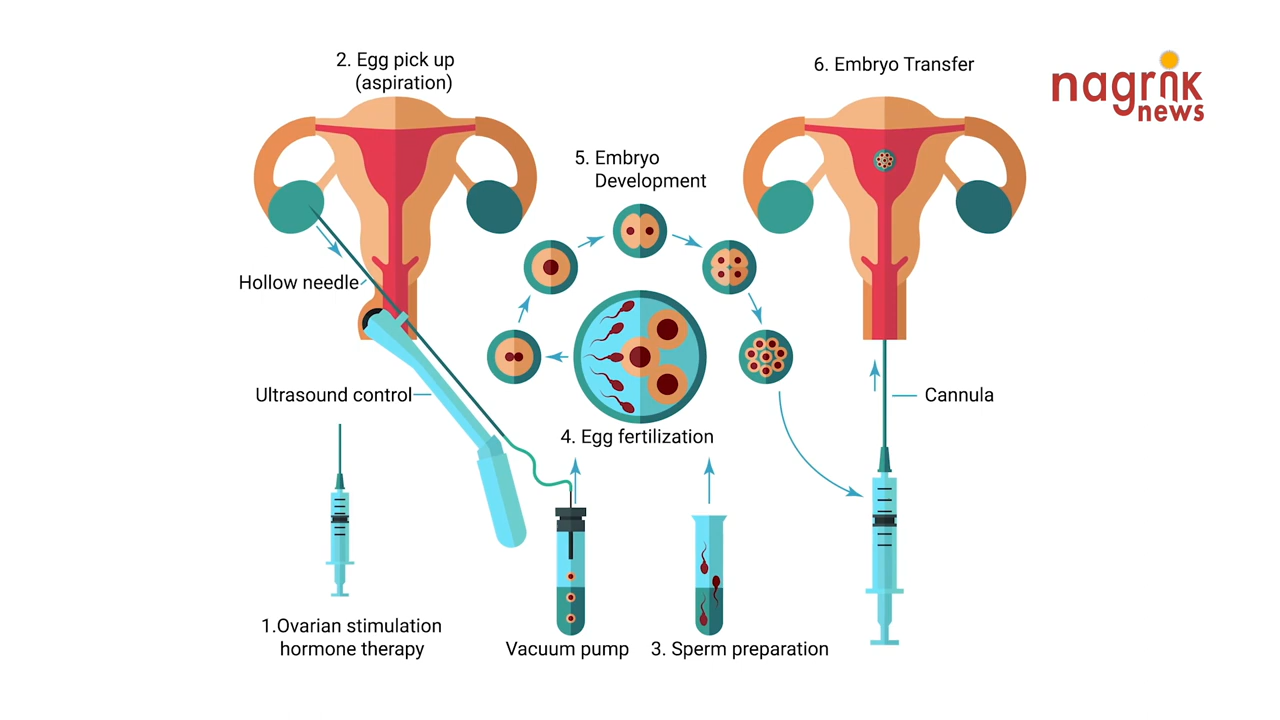 2. Egg pick up
(aspiration)
6. Embryo Transfer
nagrik
news
5. Embryo
Development
Hollow needle
Ultrasound control
Cannula
4. Egg fertilization
1.Ovarian stimulation
hormone therapy
Vacuum pump
3. Sperm preparation